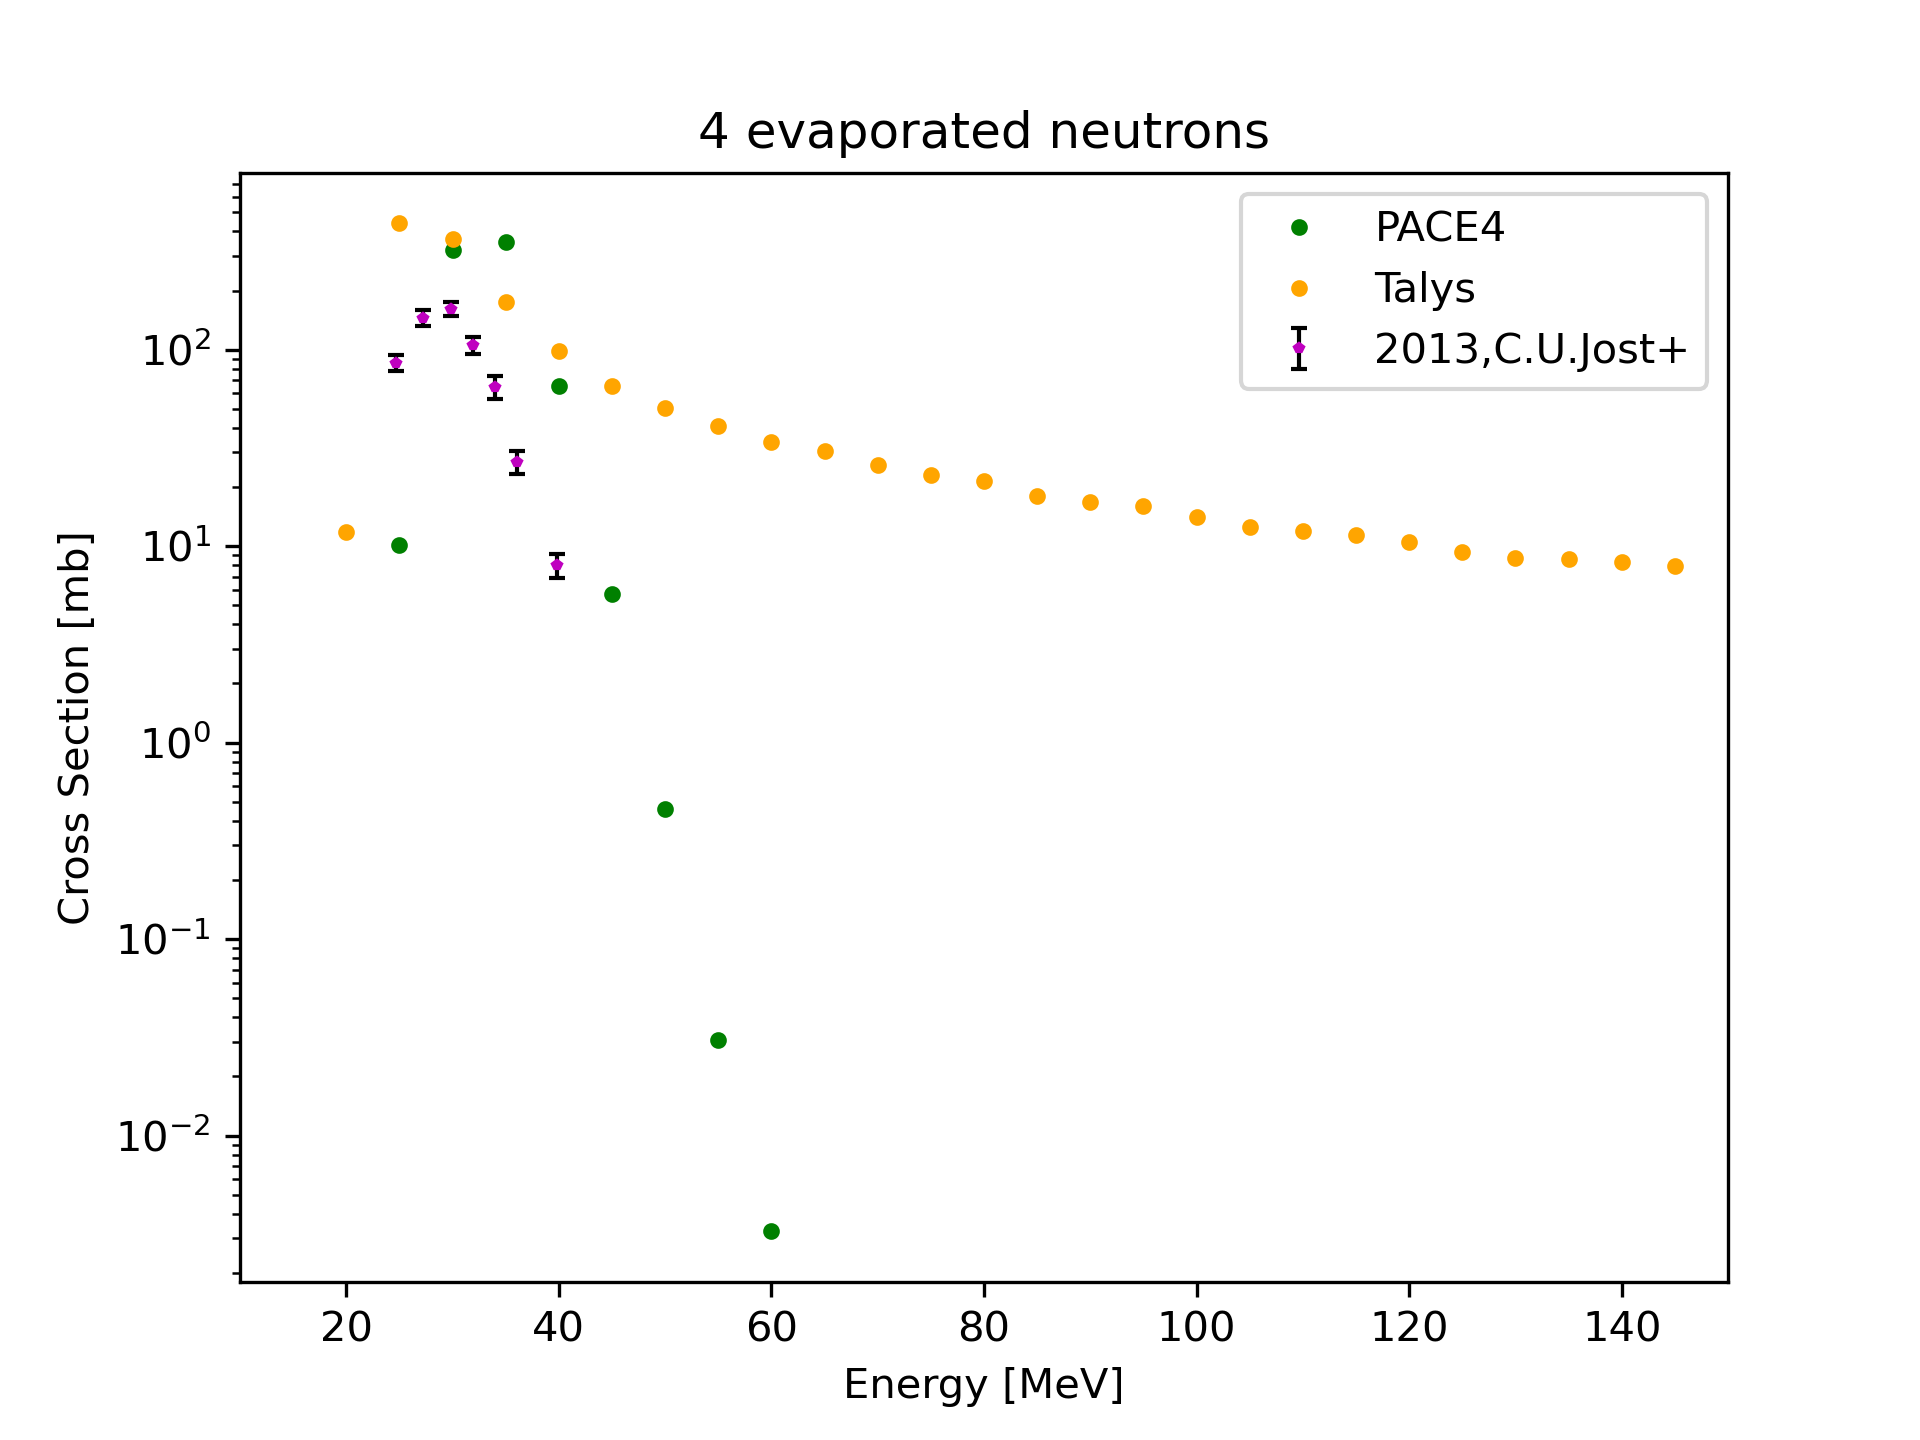 4 evaporated neutrons
PACE4
Talys
2013,C.U.Jost+
Cross Section [mb]
10²
10¹
10⁰
10⁻¹
10⁻²
20 40 60 80 100 120 140
Energy [MeV]